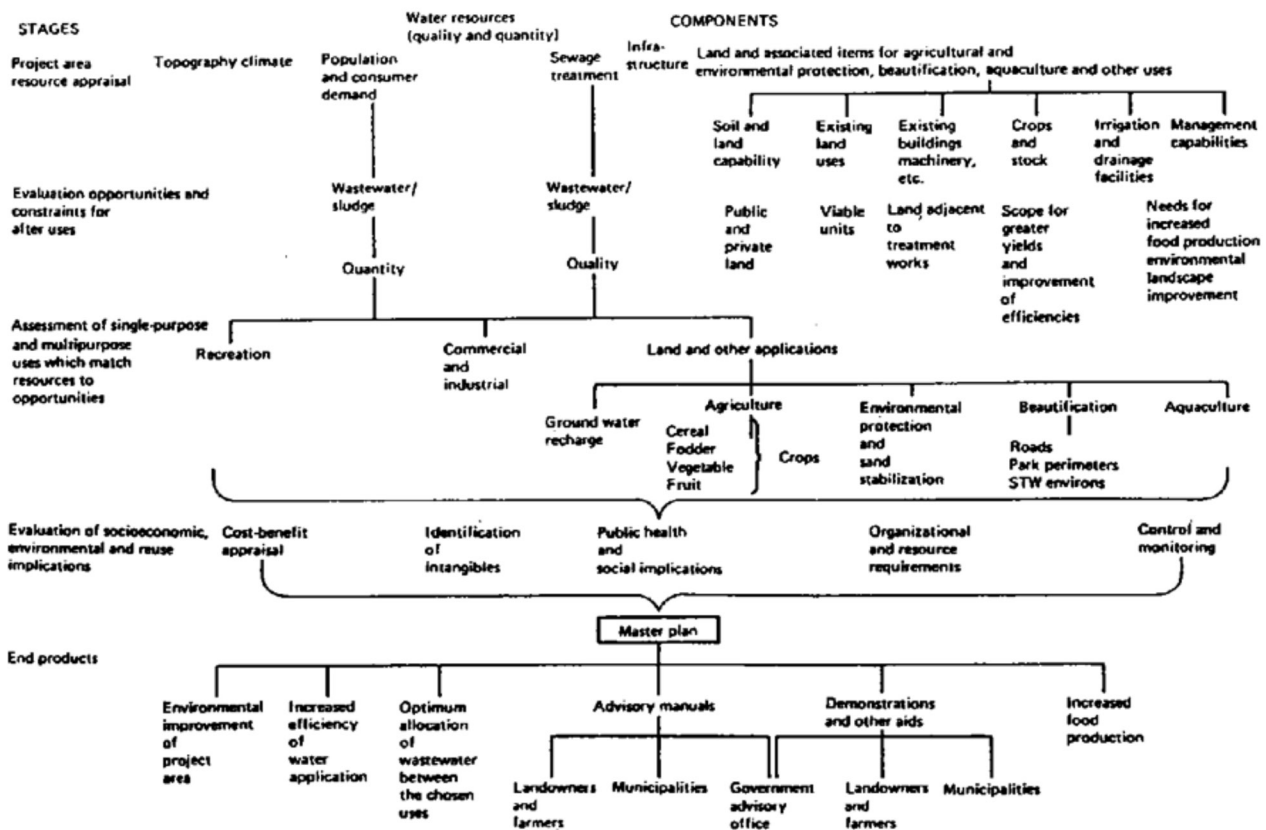 STAGES
COMPONENTS
Water resources
(quality and quantity)
Project area
resource appraisal
Topography climate
Population
and consumer
demand
Sewage
treatment
Infra-
structure
Land and associated items for agricultural and
environmental protection, beautification, aquaculture and other uses
Soil and
land
capability
Existing
land
uses
Existing
buildings
machinery,
etc.
Crops
and
stock
Irrigation
and
drainage
facilities
Management
capabilities
Evaluation opportunities and
constraints for
after uses
Wastewater/
sludge
Wastewater/
sludge
Public
and
private
land
Viable
units
Land adjacent
to
treatment
works
Scope for
greater
yields
and
improvement
of
efficiencies
Needs for
increased
food production
environmental
landscape
improvement
Quantity
Quality
Assessment of single-purpose
and multipurpose
uses which match
resources to
opportunities
Recreation
Commercial
and
industrial
Land and other applications
Ground water
recharge
Agriculture
Cereal
Fodder
Vegetable
Fruit
Crops
Environmental
protection
and
sand
stabilization
Beautification
Roads
Park perimeters
STW environs
Aquaculture
Evaluation of socioeconomic,
environmental and reuse
implications
Cost-benefit
appraisal
Identification
of
intangibles
Public health
and
social implications
Organizational
and resource
requirements
Control and
monitoring
Master plan
End products
Environmental
improvement
of
project
area
Increased
efficiency
of
water
application
Optimum
allocation
of
wastewater
between
the chosen
uses
Advisory manuals
Demonstrations
and other aids
Increased
food
production
Landowners
and
farmers
Municipalities
Government
advisory
office
Landowners
and
farmers
Municipalities